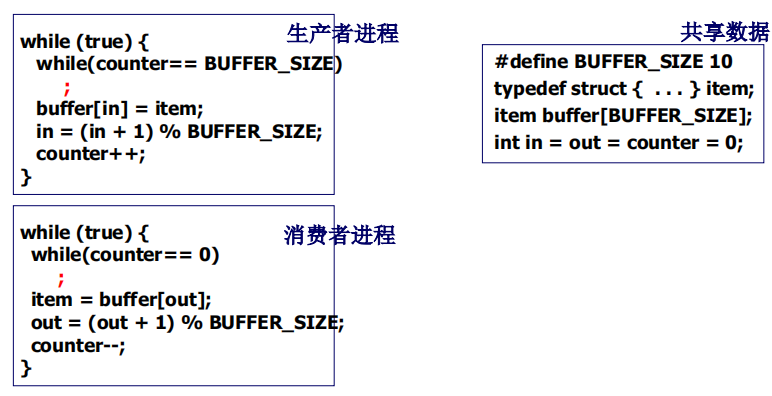 生产者进程
while (true) {
while(counter== BUFFER_SIZE)
;
buffer[in] = item;
in = (in + 1) % BUFFER_SIZE;
counter++;
}
共享数据
#define BUFFER_SIZE 10
typedef struct { ... } item;
item buffer[BUFFER_SIZE];
int in = out = counter = 0;
消费者进程
while (true) {
while(counter== 0)
;
item = buffer[out];
out = (out + 1) % BUFFER_SIZE;
counter--;
}